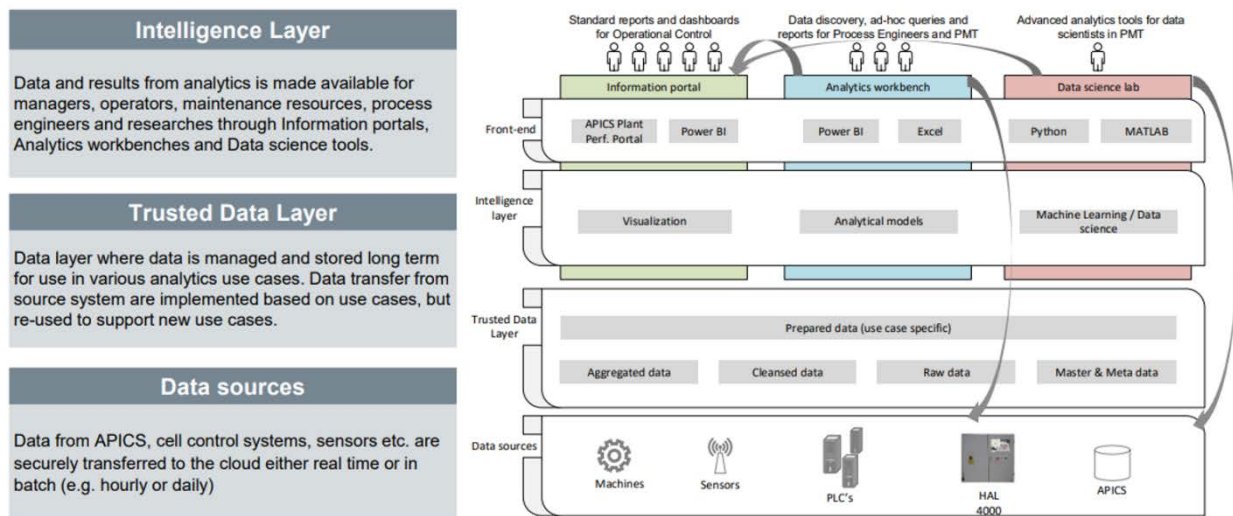 Intelligence Layer
Data and results from analytics is made available for
managers, operators, maintenance resources, process
engineers and researches through Information portals,
Analytics workbenches and Data science tools.
Trusted Data Layer
Data layer where data is managed and stored long term
for use in various analytics use cases. Data transfer from
source system are implemented based on use cases, but
re-used to support new use cases.
Data sources
Data from APICS, cell control systems, sensors etc. are
securely transferred to the cloud either real time or in
batch (e.g. hourly or daily)
Standard reports and dashboards
for Operational Control
Data discovery, ad-hoc queries and
reports for Process Engineers and PMT
Advanced analytics tools for data
scientists in PMT
Information portal
Analytics workbench
Data science lab
Front-end
APICS Plant
Perf. Portal
Power BI
Power BI
Excel
Python
MATLAB
Intelligence
layer
Visualization
Analytical models
Machine Learning / Data
science
Trusted Data
Layer
Prepared data (use case specific)
Aggregated data
Cleansed data
Raw data
Master & Meta data
Data sources
Machines
Sensors
PLC's
HAL
4000
APICS